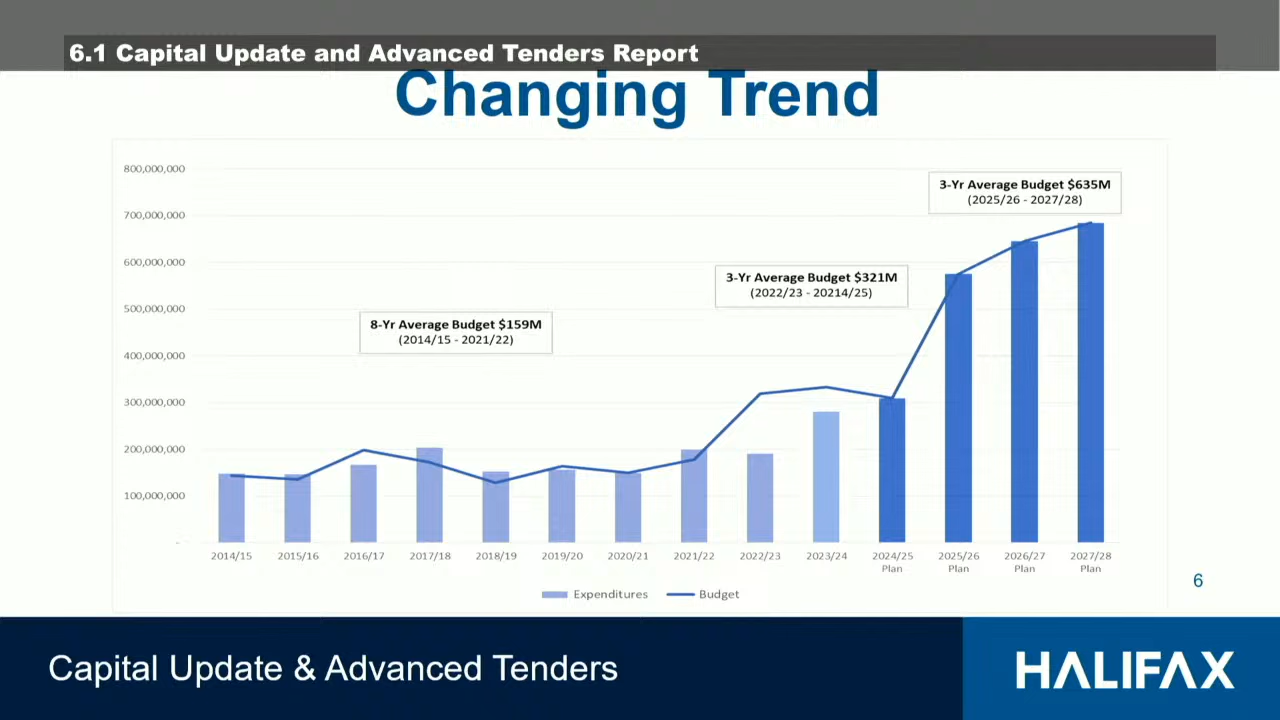 6.1 Capital Update and Advanced Tenders Report
Changing Trend
800,000,000
700,000,000
600,000,000
500,000,000
400,000,000
300,000,000
200,000,000
100,000,000
-
3-Yr Average Budget $635M
(2025/26 - 2027/28)
3-Yr Average Budget $321M
(2022/23 - 20214/25)
8-Yr Average Budget $159M
(2014/15 - 2021/22)
2014/15 2015/16 2016/17 2017/18 2018/19 2019/20 2020/21 2021/22 2022/23 2023/24 2024/25 2025/26 2026/27 2027/28
Plan Plan Plan Plan
Expenditures Budget
6
Capital Update & Advanced Tenders
HALIFAX